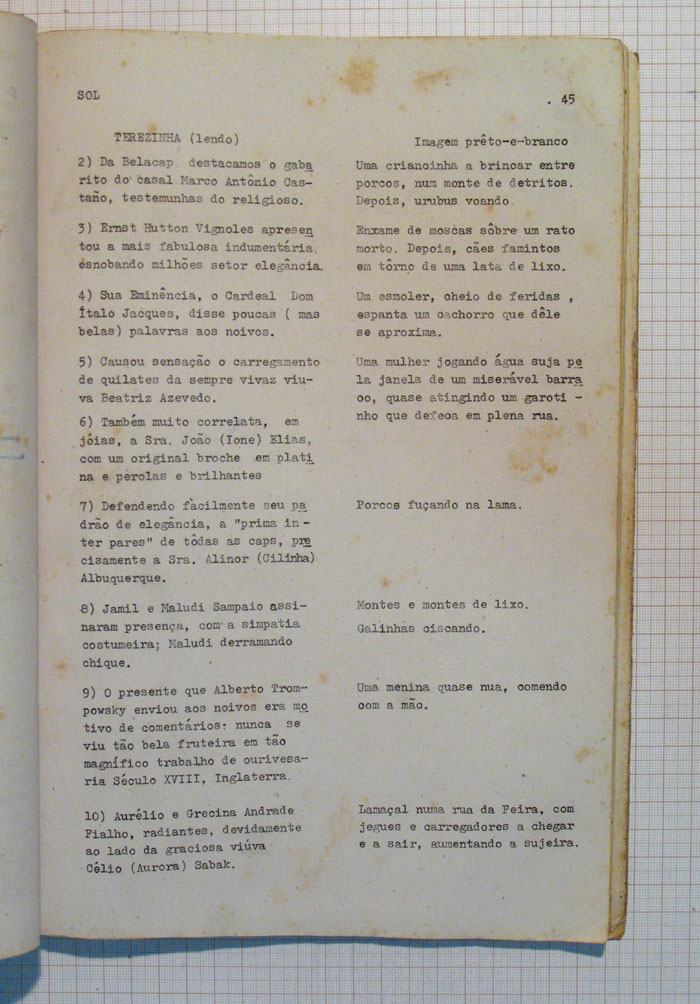 SOL
. 45
TEREZINHA (lendo)
2) Da Belacap destacamos o gaba
rito do casal Marco Antônio Cas-
taño, testemunhas do religioso.
3) Ernst Hutton Vignoles apresen
tou a mais fabulosa indumentária,
esnobando milhões setor elegância.
4) Sua Eminência, o Cardeal Dom
Ítalo Jacques, disse poucas ( mas
belas) palavras aos noivos.
5) Causou sensação o carregamento
de quilates da sempre vivaz viu-
va Beatriz Azevedo.
6) Também muito correlata, em
jóias, a Sra. João (Ione) Elias,
com um original broche em plati
na e perolas e brilhantes
7) Defendendo fàcilmente seu pa
drão de elegância, a "prima in-
ter pares" de tôdas as caps, pre
cisamente a Sra. Alinor (Cilinha)
Albuquerque.
8) Jamil e Maludi Sampaio assi-
naram presença, com a simpatia
costumeira; Maludi derramando
chique.
9) O presente que Alberto Trom-
powsky enviou aos noivos era mo
tivo de comentários: nunca se
viu tão bela fruteira em tão
magnífico trabalho de ourivesa-
ria Século XVIII, Inglaterra.
10) Aurélio e Grecina Andrade
Fialho, radiantes, devidamente
ao lado da graciosa viúva
Célio (Aurora) Sabak.
Imagem prêto-e-branco
Uma criancinha a brincar entre
porcos, num monte de detritos.
Depois, urubus voando.
Enxame de moscas sôbre um rato
morto. Depois, cães famintos
em tôrno de uma lata de lixo.
Um esmoler, cheio de feridas ,
espanta um cachorro que dêle
se aproxima.
Uma mulher jogando água suja pe
la janela de um miserável barra
co, quase atingindo um garoti -
nho que defeca em plena rua.
Porcos fuçando na lama.
Montes e montes de lixo.
Galinhas ciscando.
Uma menina quase nua, comendo
com a mão.
Lamaçal numa rua da Feira, com
jegues e carregadores a chegar
e a sair, aumentando a sujeira.